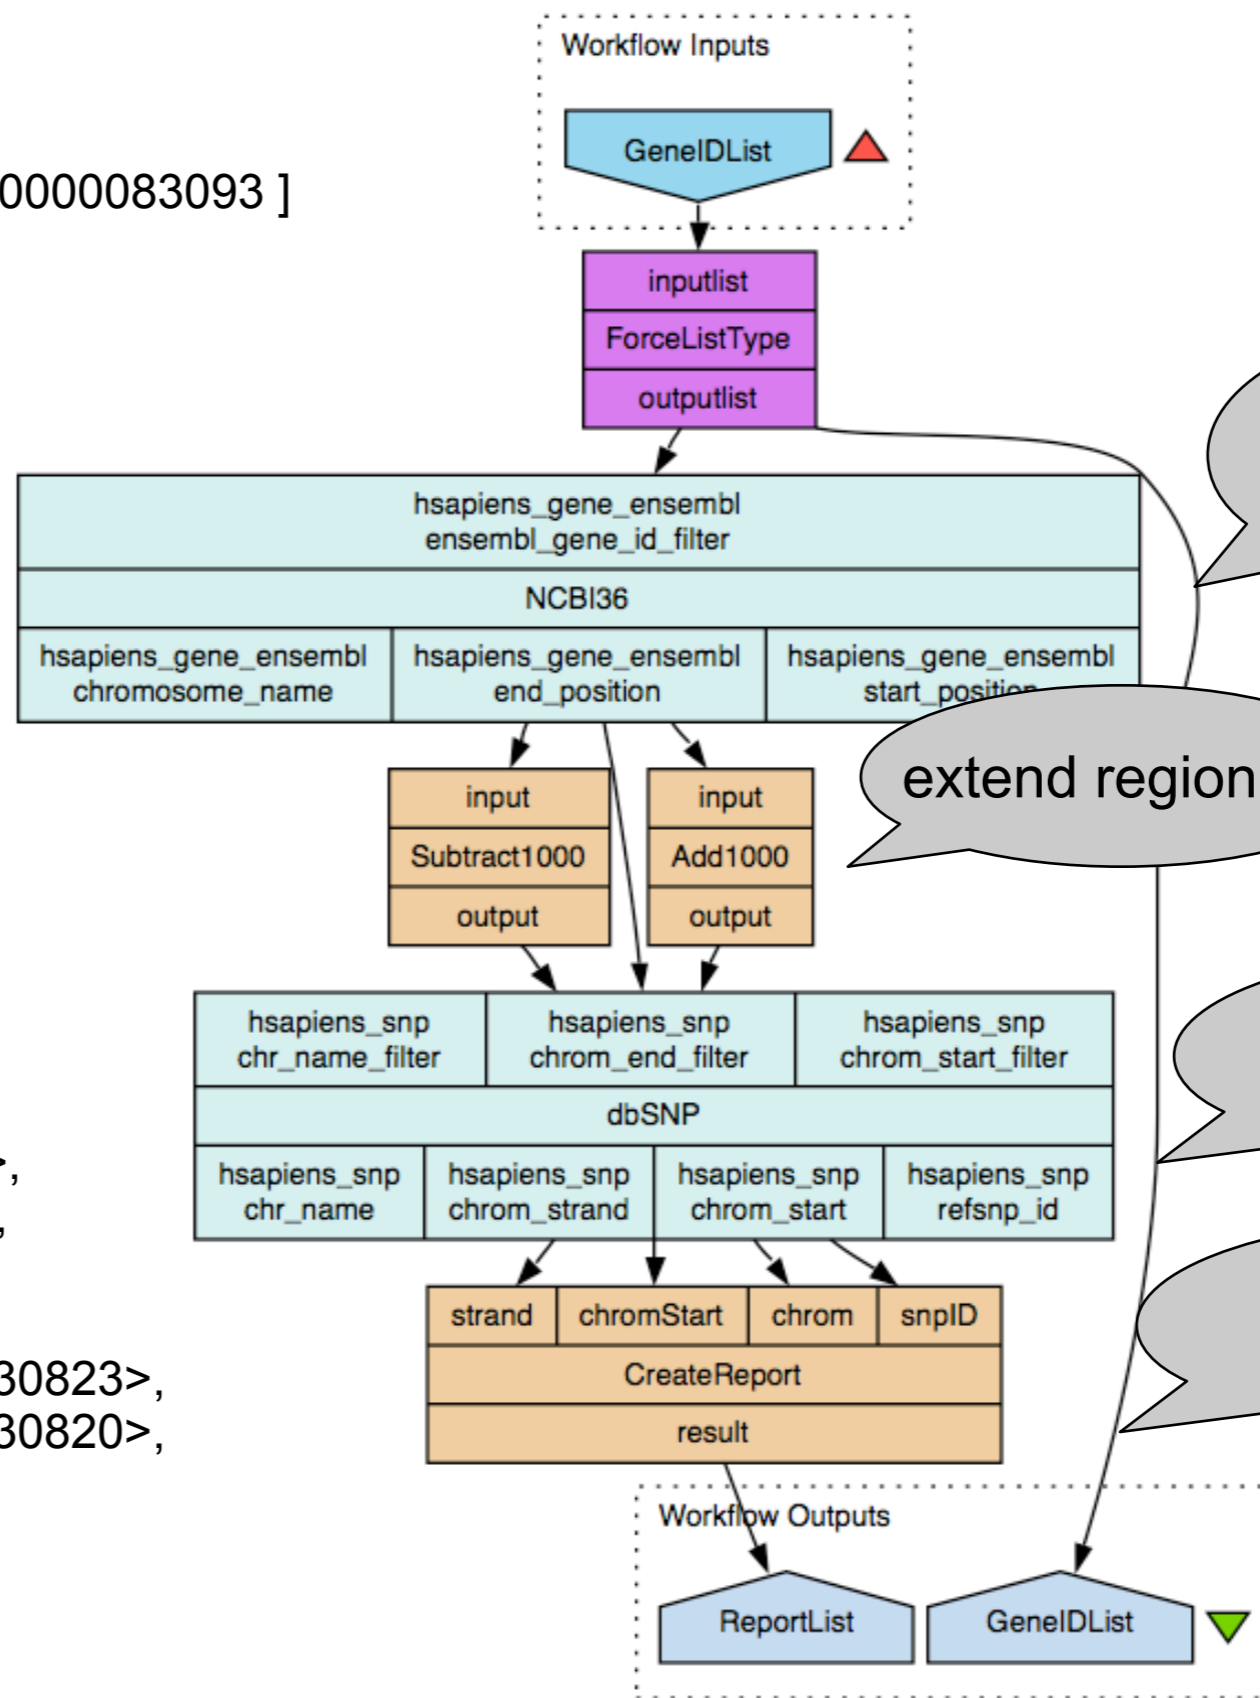 Workflow Inputs
GeneIDList
0000083093 ]
inputlist
ForceListType
outputlist
hsapiens_gene_ensembl
ensembl_gene_id_filter
NCBI36
hsapiens_gene_ensembl
chromosome_name
hsapiens_gene_ensembl
end_position
hsapiens_gene_ensembl
start_position
extend region
input
Subtract1000
output
input
Add1000
output
hsapiens_snp
chr_name_filter
hsapiens_snp
chrom_end_filter
hsapiens_snp
chrom_start_filter
dbSNP
>,
,
hsapiens_snp
chr_name
hsapiens_snp
chrom_strand
hsapiens_snp
chrom_start
hsapiens_snp
refsnp_id
strand
chromStart
chrom
snpID
CreateReport
result
30823>,
30820>,
Workflow Outputs
ReportList
GeneIDList